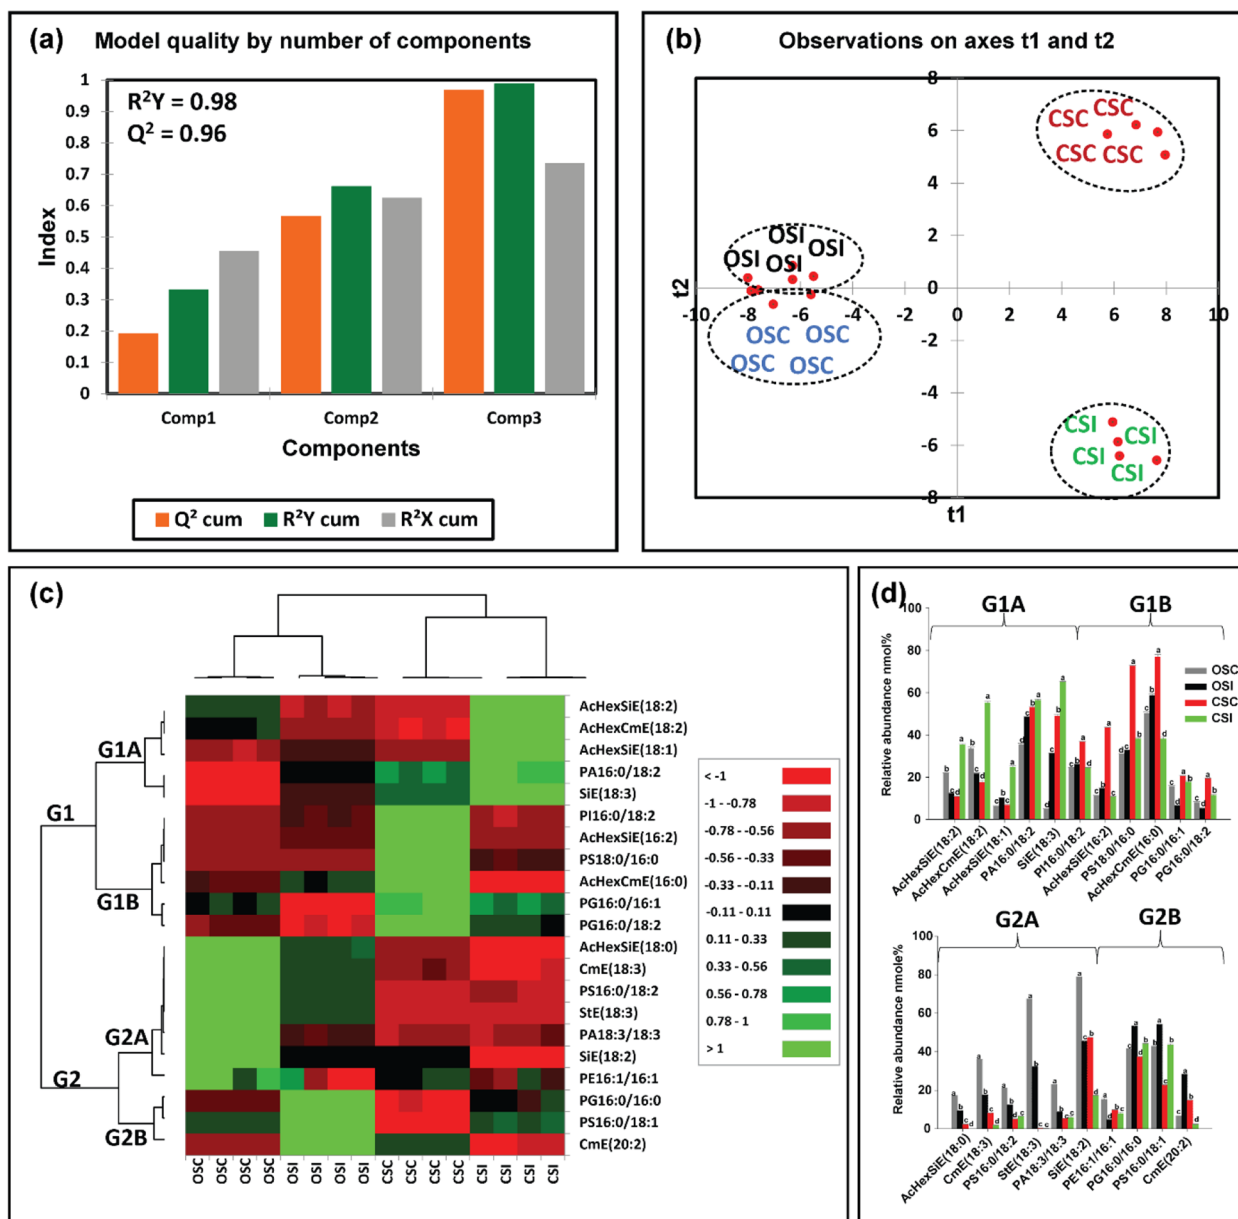 (a) Model quality by number of components
R²Y = 0.98
Q² = 0.96
1
0.9
0.8
0.7
0.6
0.5
0.4
0.3
0.2
0.1
0
Index
Comp1 Comp2 Comp3
Components
Q² cum R²Y cum R²X cum
(b) Observations on axes t1 and t2
8
6
4
2
0
-2
-4
-6
-8
-10 -8 -6 -4 -2 0 2 4 6 8 10
t2
t1
CSC CSC
CSC CSC
OSI
OSI OSI
OSI
OSC OSC
OSC OSC
CSI CSI
CSI CSI
(c)
G1
G1A
G1B
G2
G2A
G2B
AcHexSiE(18:2)
AcHexCmE(18:2)
AcHexSiE(18:1)
PA16:0/18:2
SiE(18:3)
PI16:0/18:2
AcHexSiE(16:2)
PS18:0/16:0
AcHexCmE(16:0)
PG16:0/16:1
PG16:0/18:2
AcHexSiE(18:0)
CmE(18:3)
PS16:0/18:2
StE(18:3)
PA18:3/18:3
SiE(18:2)
PE16:1/16:1
PG16:0/16:0
PS16:0/18:1
CmE(20:2)
OSC OSC OSC OSC OSI OSI OSI OSI CSC CSC CSC CSC CSI CSI CSI CSI
< -1
-1 - -0.78
-0.78 - -0.56
-0.56 - -0.33
-0.33 - -0.11
-0.11 - 0.11
0.11 - 0.33
0.33 - 0.56
0.56 - 0.78
0.78 - 1
> 1
(d)
G1A G1B
Relative abundance nmol%
100
80
60
40
20
0
OSC
OSI
CSC
CSI
AcHexSiE(18:2) AcHexCmE(18:2) AcHexSiE(18:1) PA16:0/18:2 SiE(18:3) PI16:0/18:2 AcHexSiE(16:2) PS18:0/16:0 AcHexCmE(16:0) PG16:0/16:1 PG16:0/18:2
G2A G2B
Relative abundance nmole%
100
80
60
40
20
0
AcHexSiE(18:0) CmE(18:3) PS16:0/18:2 StE(18:3) PA18:3/18:3 SiE(18:2) PE16:1/16:1 PG16:0/16:0 PS16:0/18:1 CmE(20:2)